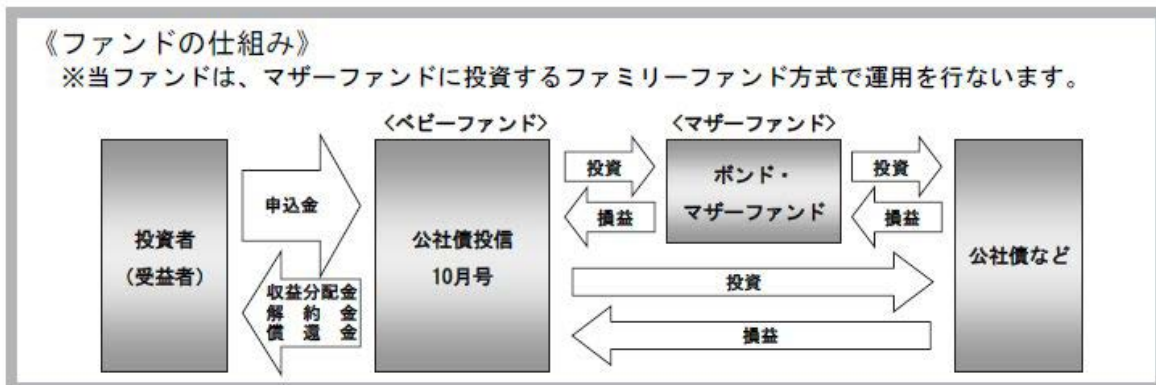 《ファンドの仕組み》
※当ファンドは、マザーファンドに投資するファミリーファンド方式で運用を行ないます。
〈ベビーファンド〉
〈マザーファンド〉
投資者
(受益者)
申込金
収益分配金
解約金
償還金
公社債投信
10月号
投資
損益
ボンド・
マザーファンド
投資
損益
投資
損益
公社債など